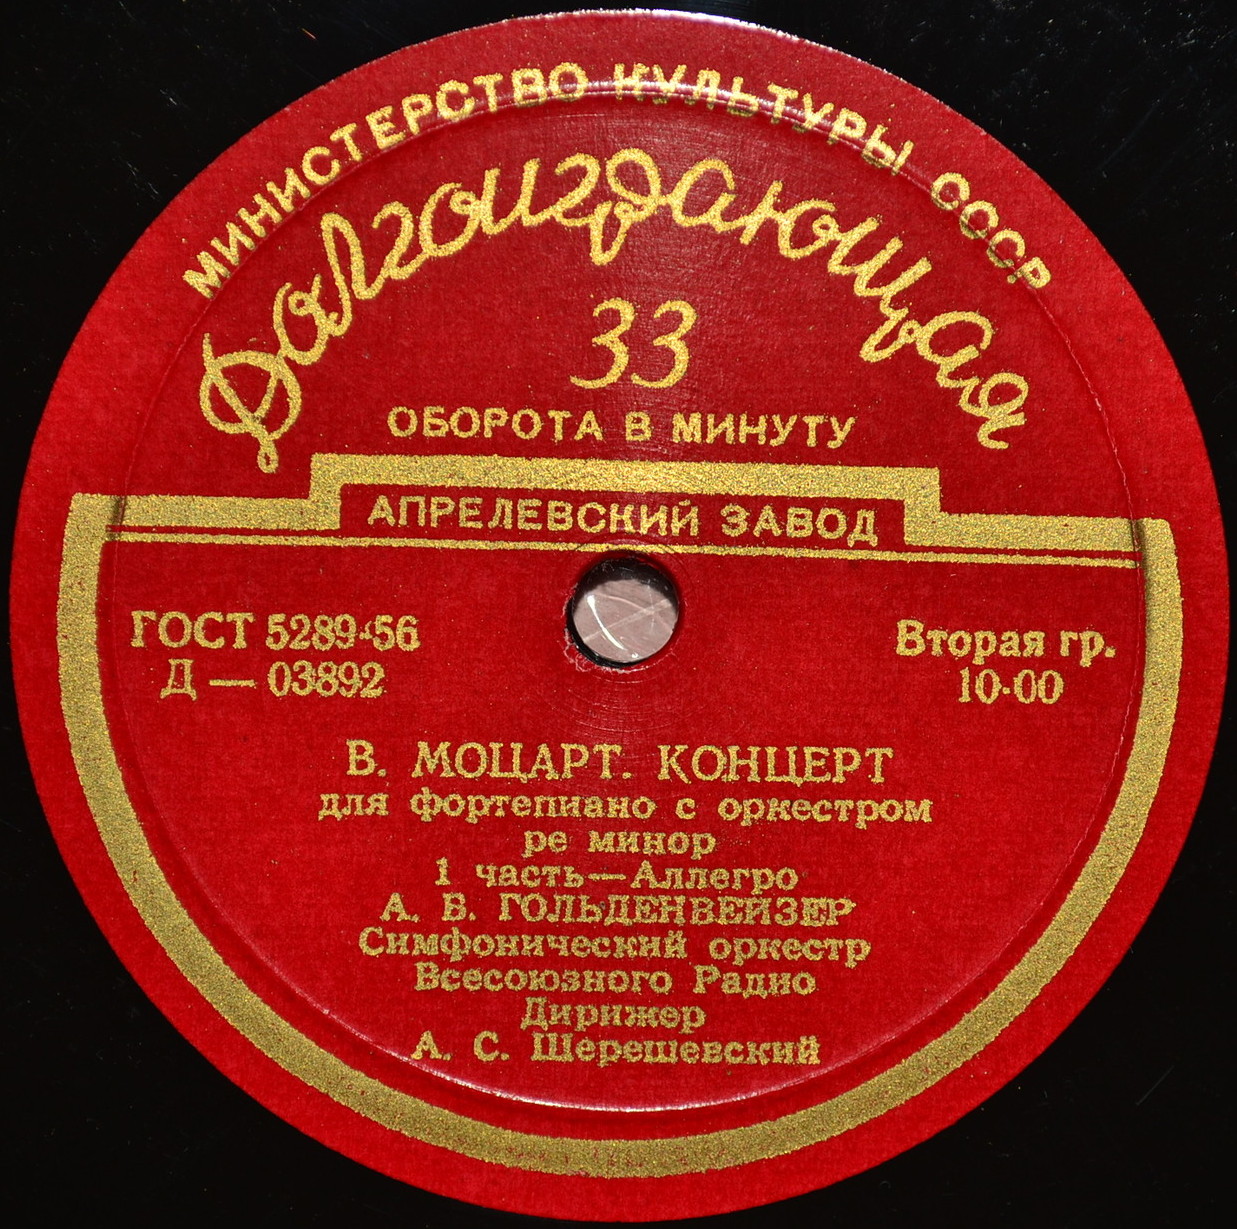 МИНИСТЕРСТВО КУЛЬТУРЫ СССР
Долгоиграющая
33
ОБОРОТА В МИНУТУ
АПРЕЛЕВСКИЙ ЗАВОД
ГОСТ 5289-56
Д — 03892
Вторая гр.
10-00
В. МОЦАРТ. КОНЦЕРТ
для фортепиано с оркестром
ре минор
1 часть—Аллегро
А. Б. ГОЛЬДЕНВЕЙЗЕР
Симфонический оркестр
Всесоюзного Радио
Дирижер
А. С. Шерешевский